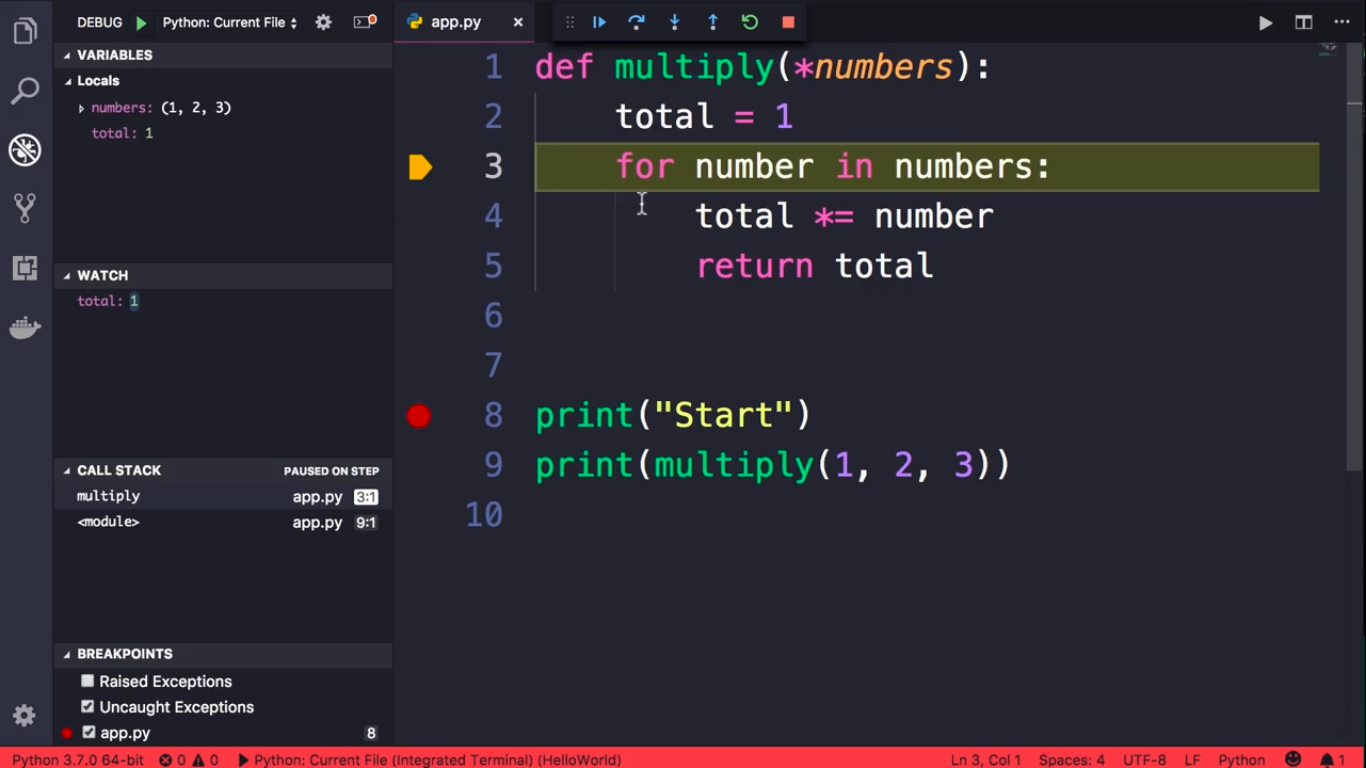 DEBUG Python: Current File
VARIABLES
Locals
numbers: (1, 2, 3)
total: 1
WATCH
total: 1
CALL STACK PAUSED ON STEP
multiply app.py 3:1
<module> app.py 9:1
BREAKPOINTS
Raised Exceptions
Uncaught Exceptions
app.py 8
app.py
1 def multiply(*numbers):
2 total = 1
3 for number in numbers:
4 total *= number
5 return total
6
7
8 print("Start")
9 print(multiply(1, 2, 3))
10
Python 3.7.0 64-bit 0 0 Python: Current File (Integrated Terminal) (HelloWorld) Ln 3, Col 1 Spaces: 4 UTF-8 LF Python 1